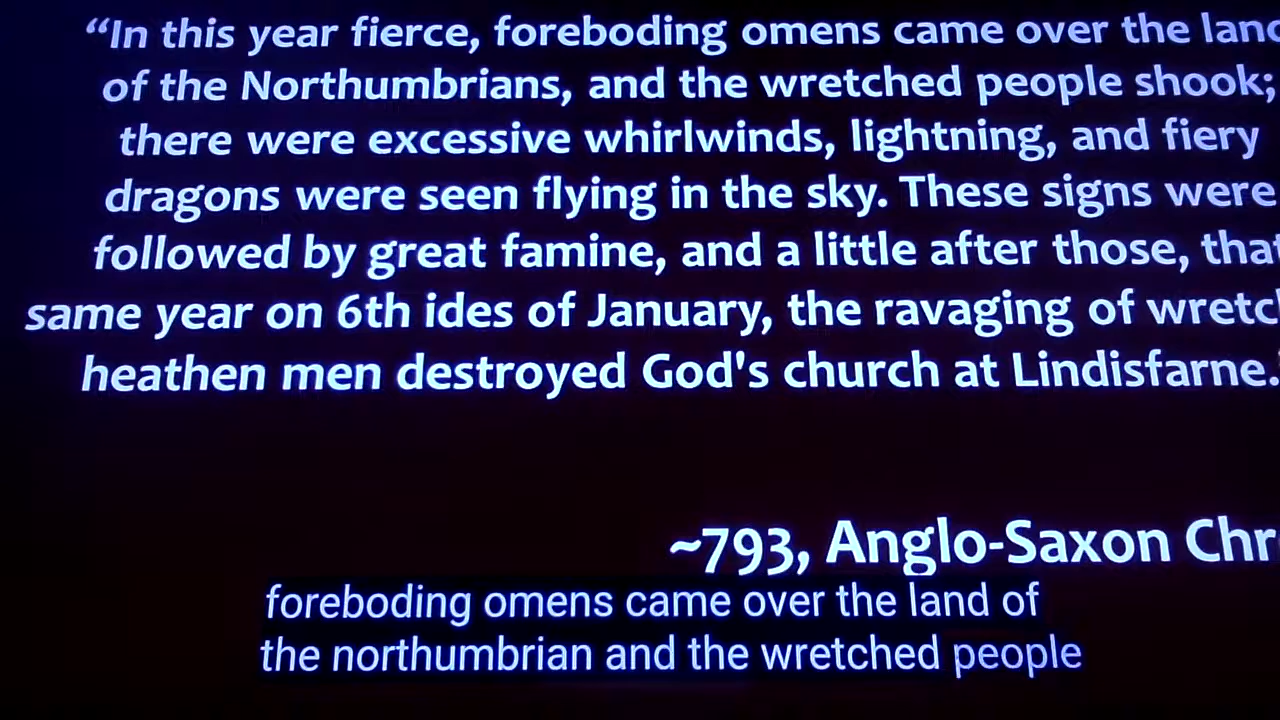 “In this year fierce, foreboding omens came over the
of the Northumbrians, and the wretched people shook;
there were excessive whirlwinds, lightning, and fiery
dragons were seen flying in the sky. These signs were
followed by great famine, and a little after those,
same year on 6th ides of January, the ravaging of
heathen men destroyed God's church at Lindisfarne.
~793, Anglo-Saxon
foreboding omens came over the land of
the northumbrian and the wretched people